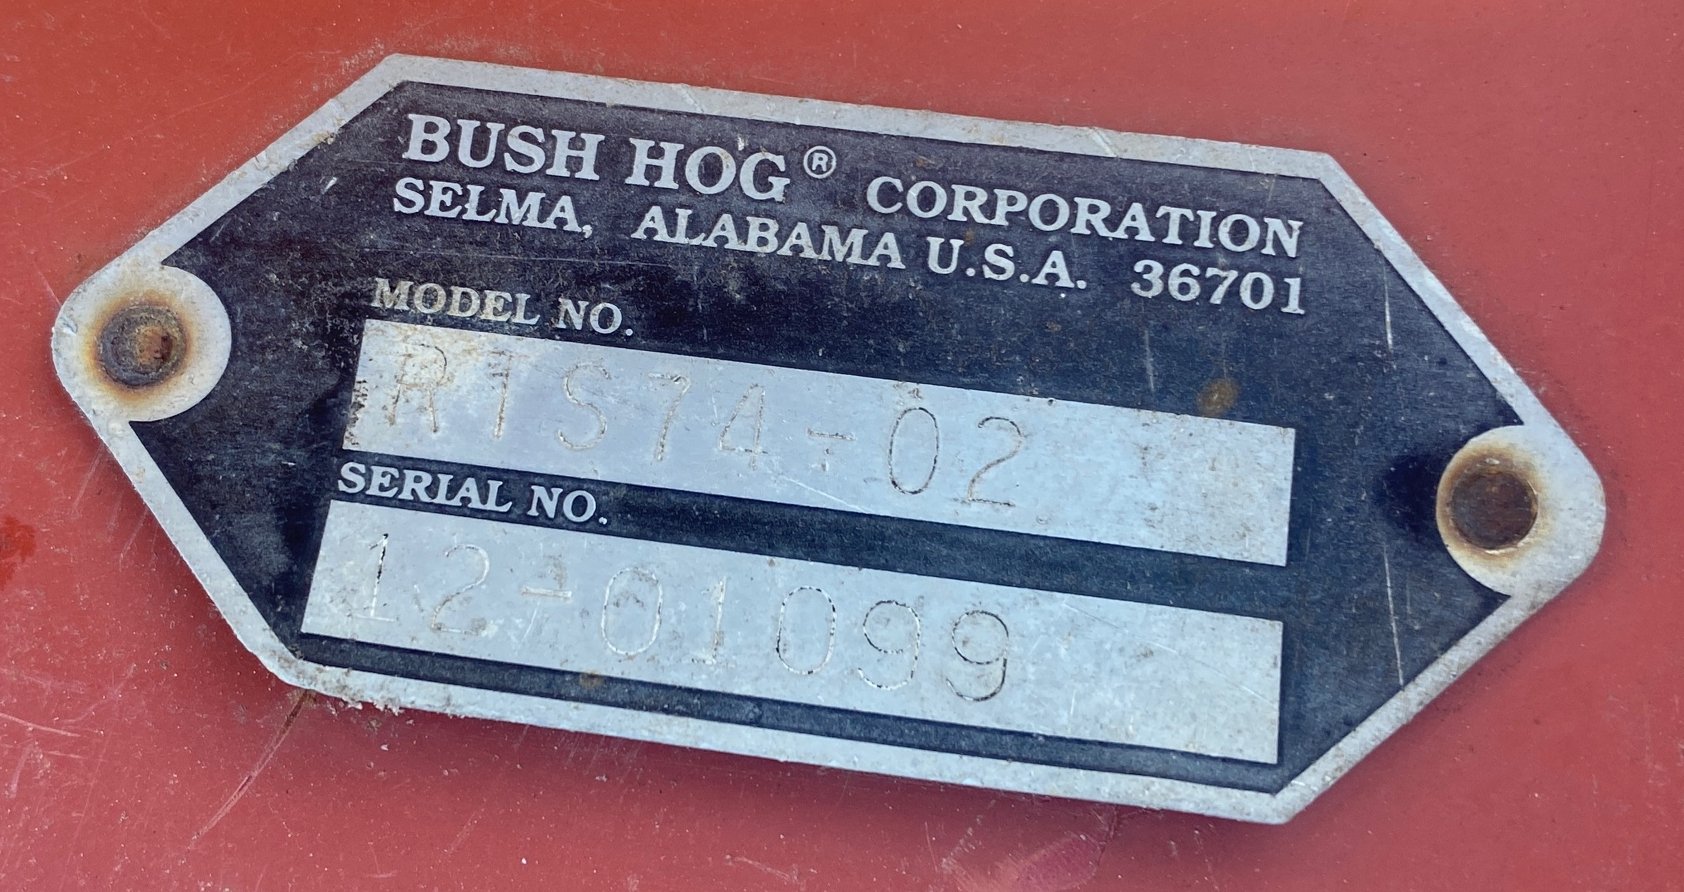 BUSH HOG® CORPORATION
SELMA, ALABAMA U.S.A. 36701
MODEL NO.
RTS74-02
SERIAL NO.
12-01099